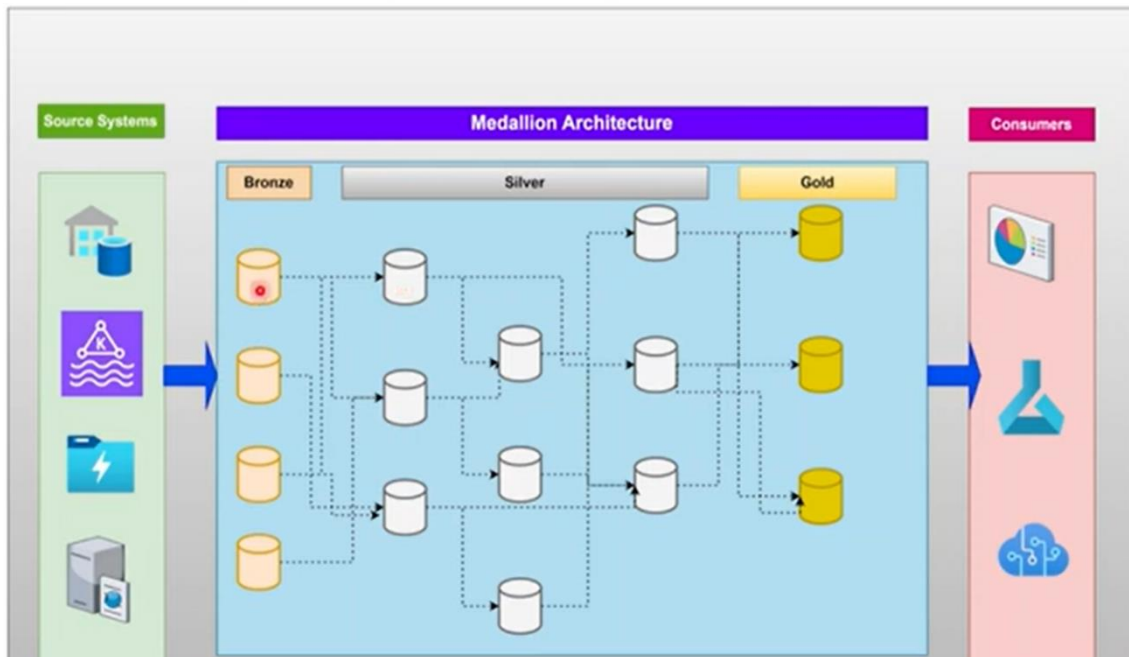 Source Systems
Medallion Architecture
Consumers
Bronze
Silver
Gold
K